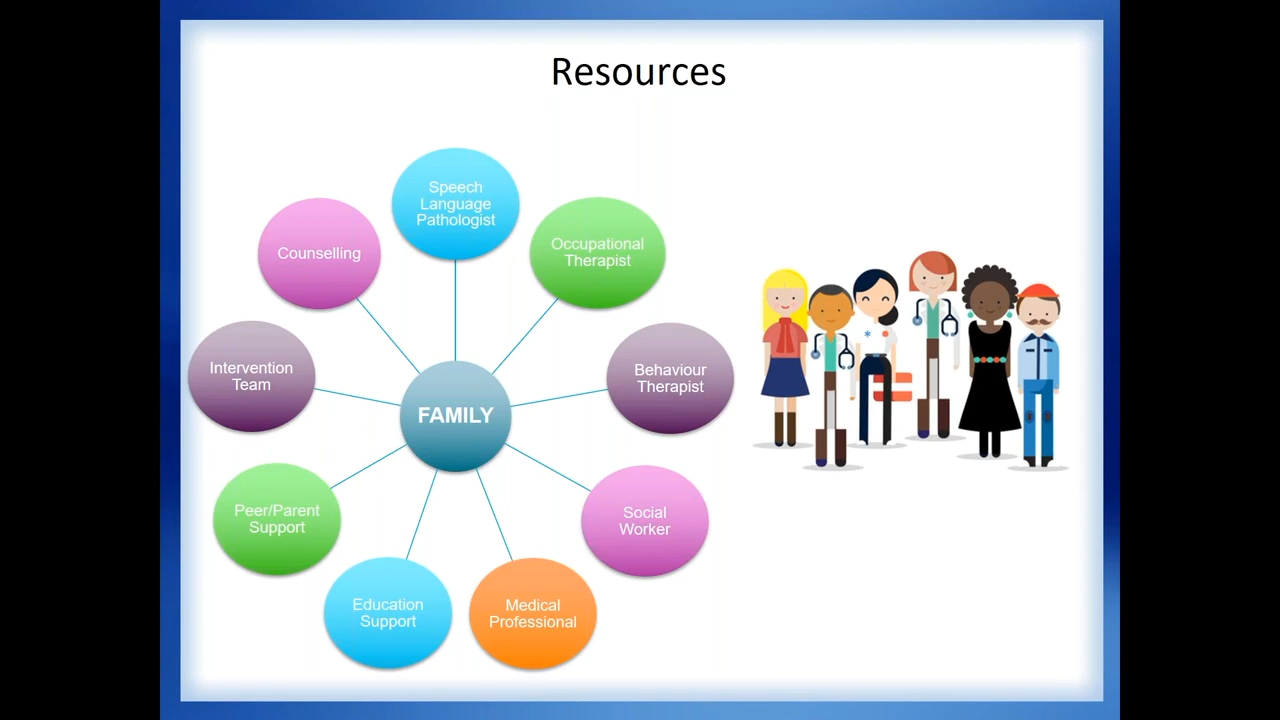 Resources
Speech
Language
Pathologist
Occupational
Therapist
Behaviour
Therapist
Social
Worker
Medical
Professional
Education
Support
Peer/Parent
Support
Intervention
Team
Counselling
FAMILY